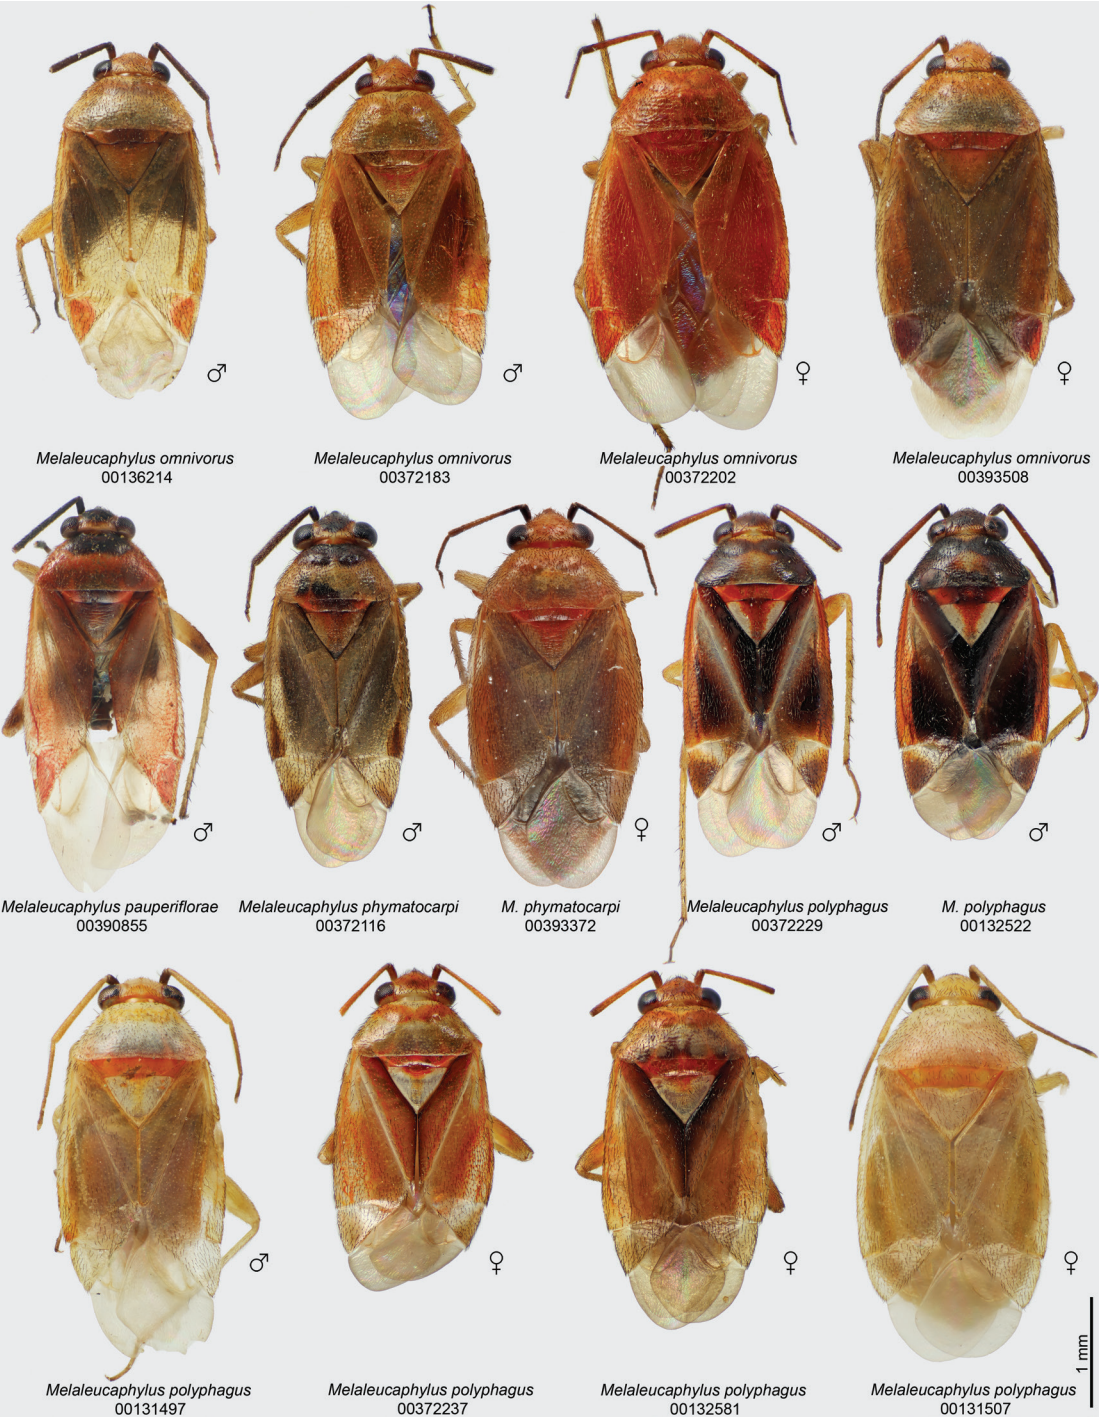 ♂
♂
♀
♀
Melaleucaphylus omnivorus
00136214
Melaleucaphylus omnivorus
00372183
Melaleucaphylus omnivorus
00372202
Melaleucaphylus omnivorus
00393508
♂
♂
♀
♂
♂
Melaleucaphylus pauperiflorae
00390855
Melaleucaphylus phymatocarpi
00372116
M. phymatocarpi
00393372
Melaleucaphylus polyphagus
00372229
M. polyphagus
00132522
♂
♀
♀
♀
1 mm
Melaleucaphylus polyphagus
00131497
Melaleucaphylus polyphagus
00372237
Melaleucaphylus polyphagus
00132581
Melaleucaphylus polyphagus
00131507